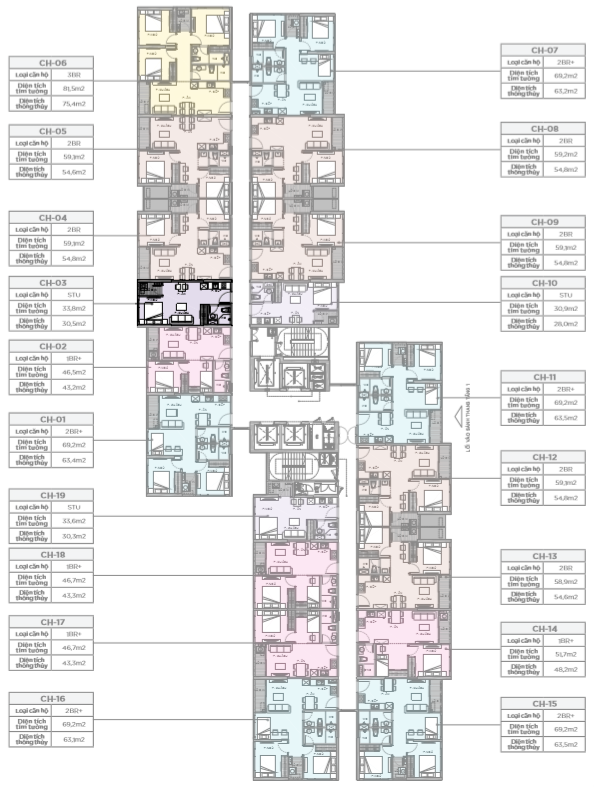 CH-06
Loại căn hộ 3BR
Diện tích tim tường 81,5m2
Diện tích thông thủy 75,4m2
CH-05
Loại căn hộ 2BR
Diện tích tim tường 59,1m2
Diện tích thông thủy 54,6m2
CH-04
Loại căn hộ 2BR
Diện tích tim tường 59,1m2
Diện tích thông thủy 54,8m2
CH-03
Loại căn hộ STU
Diện tích tim tường 33,8m2
Diện tích thông thủy 30,5m2
CH-02
Loại căn hộ 1BR+
Diện tích tim tường 46,5m2
Diện tích thông thủy 43,2m2
CH-01
Loại căn hộ 2BR+
Diện tích tim tường 69,2m2
Diện tích thông thủy 63,4m2
CH-19
Loại căn hộ STU
Diện tích tim tường 33,6m2
Diện tích thông thủy 30,3m2
CH-18
Loại căn hộ 1BR+
Diện tích tim tường 46,7m2
Diện tích thông thủy 43,3m2
CH-17
Loại căn hộ 1BR+
Diện tích tim tường 46,7m2
Diện tích thông thủy 43,3m2
CH-16
Loại căn hộ 2BR+
Diện tích tim tường 69,2m2
Diện tích thông thủy 63,1m2
CH-07
Loại căn hộ 2BR+
Diện tích tim tường 69,2m2
Diện tích thông thủy 63,2m2
CH-08
Loại căn hộ 2BR
Diện tích tim tường 59,2m2
Diện tích thông thủy 54,8m2
CH-09
Loại căn hộ 2BR
Diện tích tim tường 59,1m2
Diện tích thông thủy 54,8m2
CH-10
Loại căn hộ STU
Diện tích tim tường 30,9m2
Diện tích thông thủy 28,0m2
CH-11
Loại căn hộ 2BR+
Diện tích tim tường 69,2m2
Diện tích thông thủy 63,5m2
LỐI VÀO SẢNH THANG TẦNG 1
CH-12
Loại căn hộ 2BR
Diện tích tim tường 59,1m2
Diện tích thông thủy 54,8m2
CH-13
Loại căn hộ 2BR
Diện tích tim tường 58,9m2
Diện tích thông thủy 54,6m2
CH-14
Loại căn hộ 1BR+
Diện tích tim tường 51,7m2
Diện tích thông thủy 48,2m2
CH-15
Loại căn hộ 2BR+
Diện tích tim tường 69,2m2
Diện tích thông thủy 63,5m2